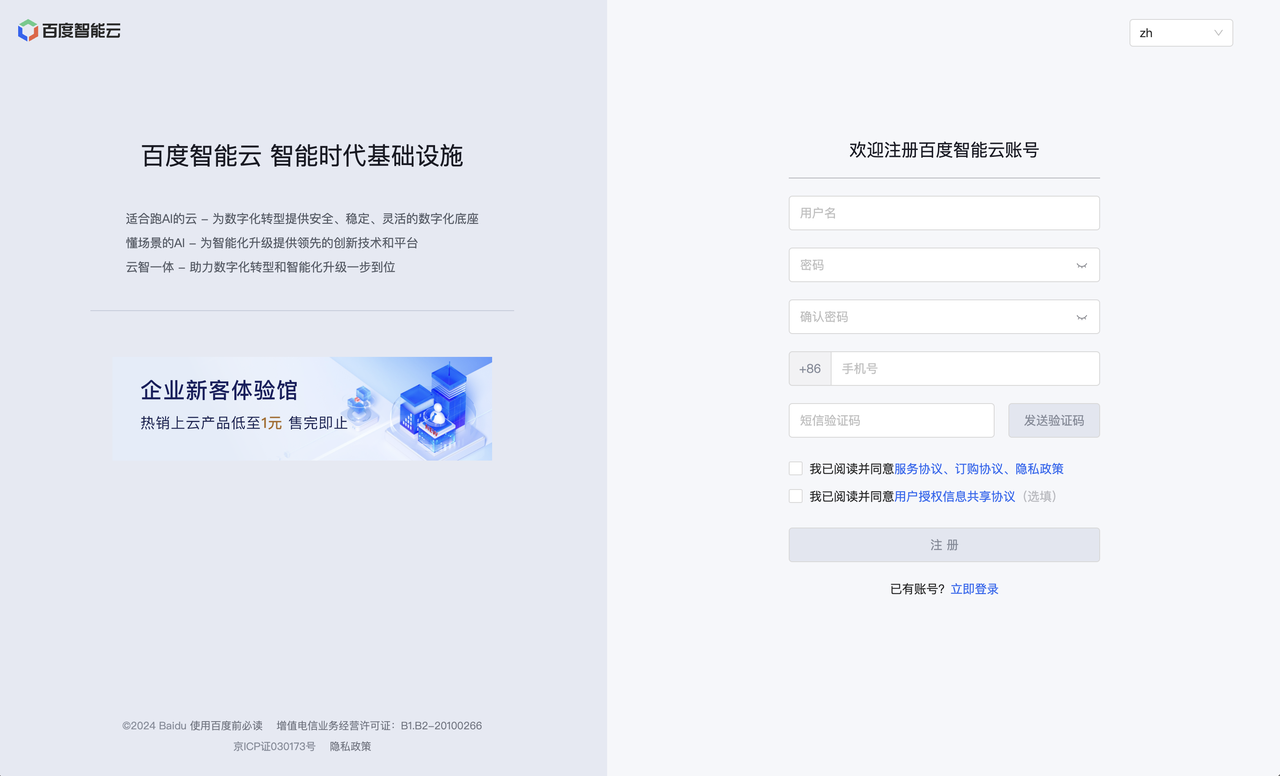 百度智能云
zh
百度智能云 智能时代基础设施
适合跑AI的云 – 为数字化转型提供安全、稳定、灵活的数字化底座
懂场景的AI – 为智能化升级提供领先的创新技术和平台
云智一体 – 助力数字化转型和智能化升级一步到位
企业新客体验馆
热销上云产品低至1元 售完即止
©2024 Baidu 使用百度前必读 增值电信业务经营许可证：B1.B2-20100266
京ICP证030173号 隐私政策
欢迎注册百度智能云账号
用户名
密码
确认密码
+86 手机号
短信验证码 发送验证码
我已阅读并同意服务协议、订购协议、隐私政策
我已阅读并同意用户授权信息共享协议（选填）
注 册
已有账号？立即登录